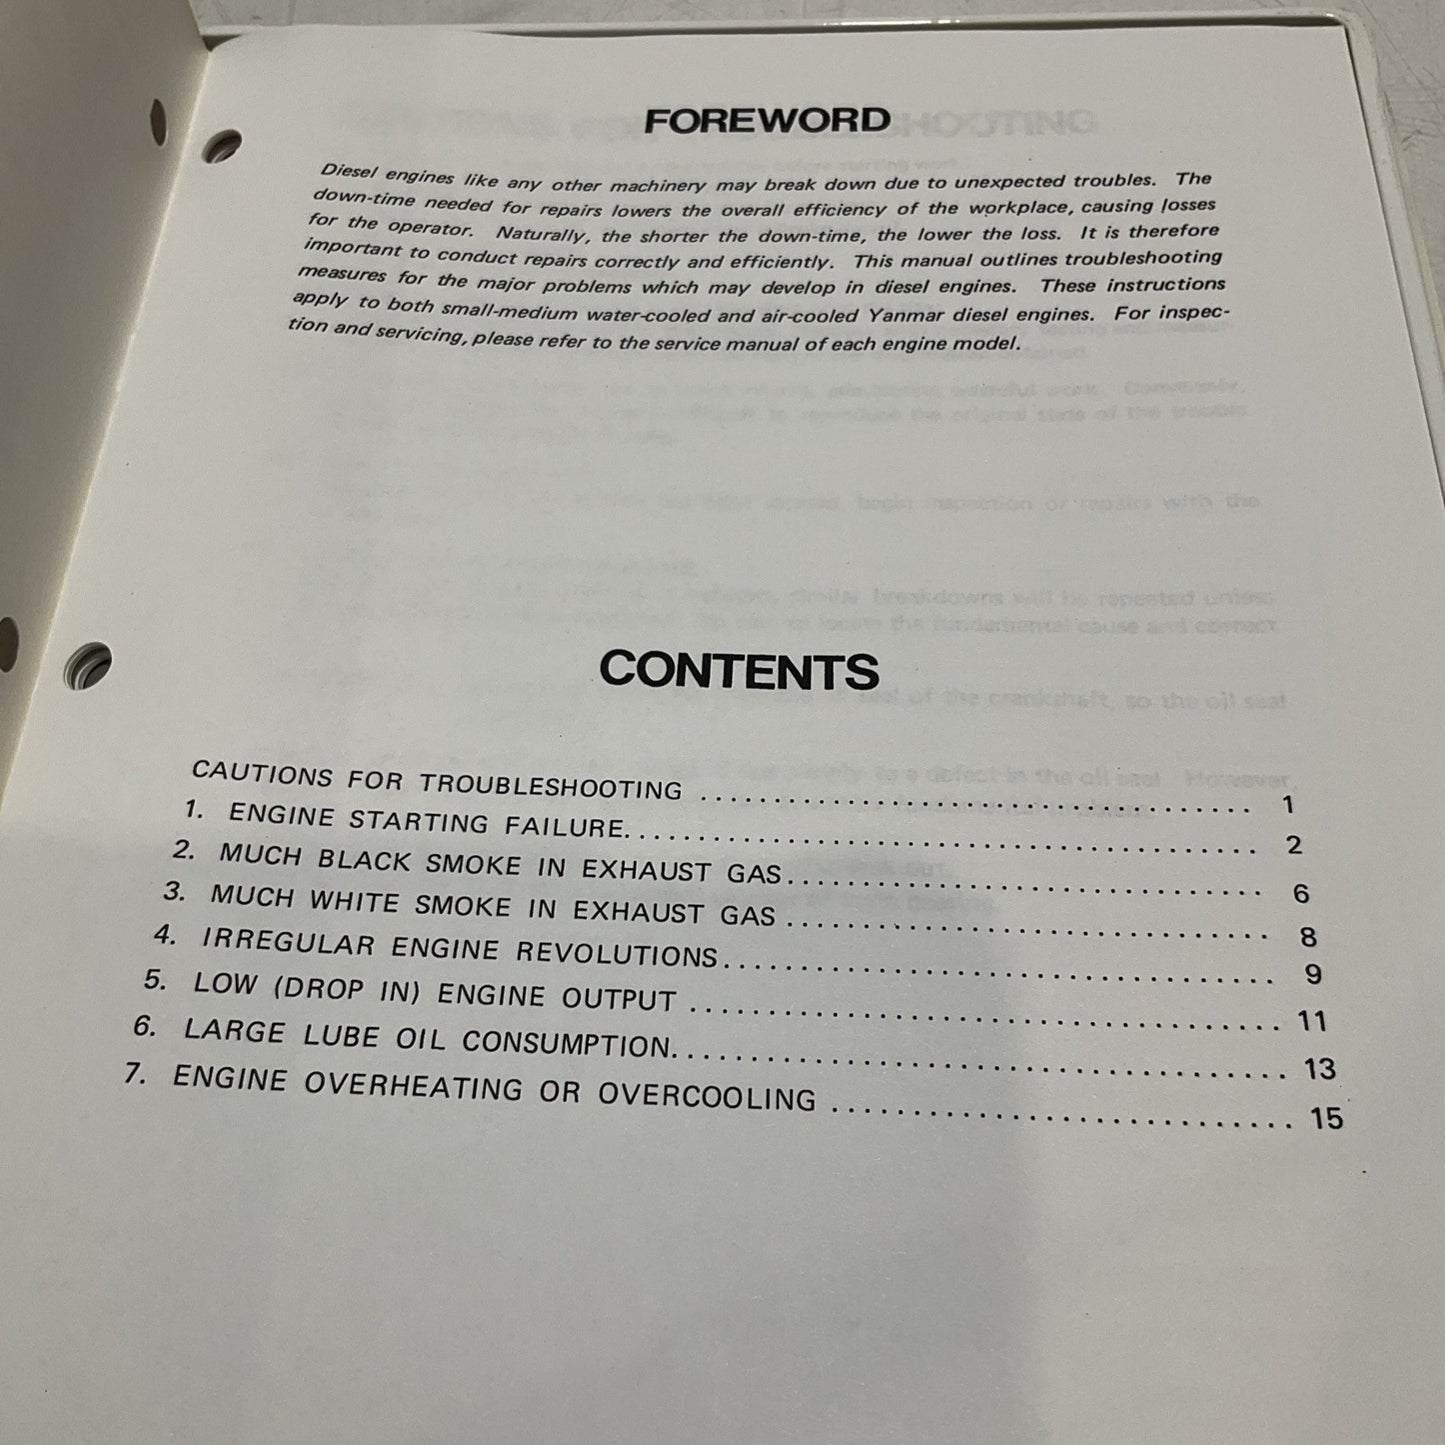 FOREWORD
Diesel engines like any other machinery may break down due to unexpected troubles. The
down-time needed for repairs lowers the overall efficiency of the workplace, causing losses
for the operator. Naturally, the shorter the down-time, the lower the loss. It is therefore
important to conduct repairs correctly and efficiently. This manual outlines troubleshooting
measures for the major problems which may develop in diesel engines. These instructions
apply to both small-medium water-cooled and air-cooled Yanmar diesel engines. For inspec-
tion and servicing, please refer to the service manual of each engine model.
CONTENTS
CAUTIONS FOR TROUBLESHOOTING ...................................... 1
1. ENGINE STARTING FAILURE.......................................... 2
2. MUCH BLACK SMOKE IN EXHAUST GAS................................ 6
3. MUCH WHITE SMOKE IN EXHAUST GAS ................................ 8
4. IRREGULAR ENGINE REVOLUTIONS.................................... 9
5. LOW (DROP IN) ENGINE OUTPUT ...................................... 11
6. LARGE LUBE OIL CONSUMPTION....................................... 13
7. ENGINE OVERHEATING OR OVERCOOLING ............................. 15